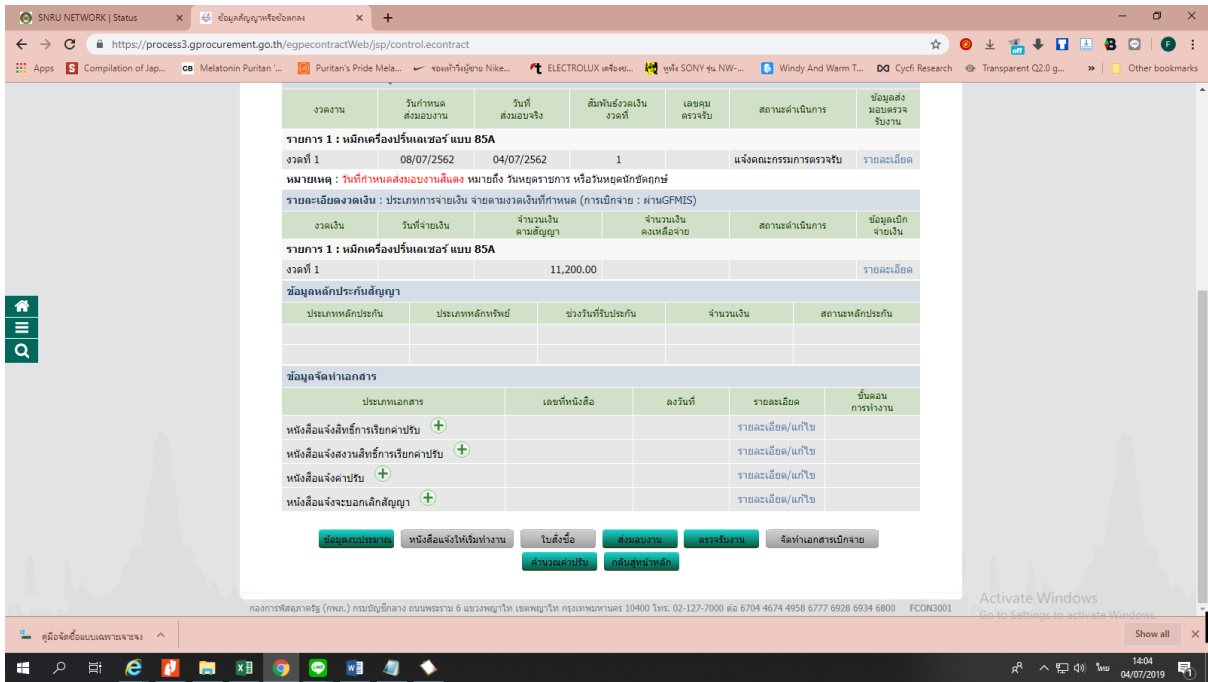 SNRU NETWORK | Status
ข้อมูลสัญญาหรือข้อตกลง
https://process3.gprocurement.go.th/egpecontractWeb/jsp/control.econtract
off
F
Apps
S Compilation of Jap...
CB Melatonin Puritan '...
Puritan's Pride Mela...
รองเท้าวิ่งผู้ชาย Nike...
ELECTROLUX เครื่องซ...
หูฟัง SONY รุ่น NW-...
Windy And Warm T...
Cycfi Research
Transparent Q2.0 g...
»
Other bookmarks
งวดงาน วันกำหนดส่งมอบงาน วันที่ส่งมอบจริง สัมพันธ์งวดเงินงวดที่ เลขคุมตรวจรับ สถานะดำเนินการ ข้อมูลส่งมอบตรวจรับงาน
รายการ 1 : หมึกเครื่องปริ้นเลเซอร์ แบบ 85A
งวดที่ 1 08/07/2562 04/07/2562 1 แจ้งคณะกรรมการตรวจรับ รายละเอียด
หมายเหตุ : วันที่กำหนดส่งมอบงานสีแดง หมายถึง วันหยุดราชการ หรือวันหยุดนักขัตฤกษ์
รายละเอียดงวดเงิน : ประเภทการจ่ายเงิน จ่ายตามงวดเงินที่กำหนด (การเบิกจ่าย : ผ่านGFMIS)
งวดเงิน วันที่จ่ายเงิน จำนวนเงินตามสัญญา จำนวนเงินคงเหลือจ่าย สถานะดำเนินการ ข้อมูลเบิกจ่ายเงิน
รายการ 1 : หมึกเครื่องปริ้นเลเซอร์ แบบ 85A
งวดที่ 1 11,200.00 รายละเอียด
ข้อมูลหลักประกันสัญญา
ประเภทหลักประกัน ประเภทหลักทรัพย์ ช่วงวันที่รับประกัน จำนวนเงิน สถานะหลักประกัน
ข้อมูลจัดทำเอกสาร
ประเภทเอกสาร เลขที่หนังสือ ลงวันที่ รายละเอียด ขั้นตอนการทำงาน
หนังสือแจ้งสิทธิ์การเรียกค่าปรับ รายละเอียด/แก้ไข
หนังสือแจ้งสงวนสิทธิ์การเรียกค่าปรับ รายละเอียด/แก้ไข
หนังสือแจ้งค่าปรับ รายละเอียด/แก้ไข
หนังสือแจ้งจะบอกเลิกสัญญา รายละเอียด/แก้ไข
ข้อมูลงบประมาณ หนังสือแจ้งให้เริ่มทำงาน ใบสั่งซื้อ ส่งมอบงาน ตรวจรับงาน จัดทำเอกสารเบิกจ่าย
คำนวณค่าปรับ กลับสู่หน้าหลัก
กองการพัสดุภาครัฐ (กพภ.) กรมบัญชีกลาง ถนนพระราม 6 แขวงพญาไท เขตพญาไท กรุงเทพมหานคร 10400 โทร. 02-127-7000 ต่อ 6704 4674 4958 6777 6928 6934 6800 FCON3001
Activate Windows
Go to Settings to activate Windows.
คู่มือจัดซื้อแบบเฉพาะเจาะจง
Show all
ไทย
14:04
04/07/2019